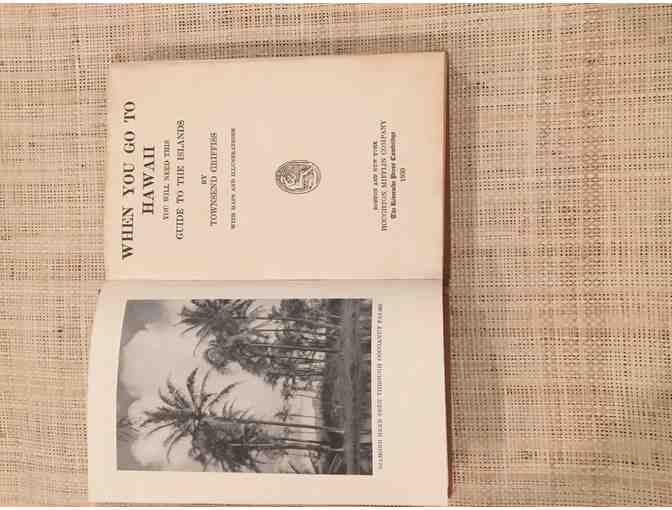 DIAMOND HEAD SEEN THROUGH COCOANUT PALMS
WHEN YOU GO TO
HAWAII
YOU WILL NEED THIS
GUIDE TO THE ISLANDS
BY
TOWNSEND GRIFFISS
WITH MAPS AND ILLUSTRATIONS
BOSTON AND NEW YORK
HOUGHTON MIFFLIN COMPANY
The Riverside Press Cambridge
1930